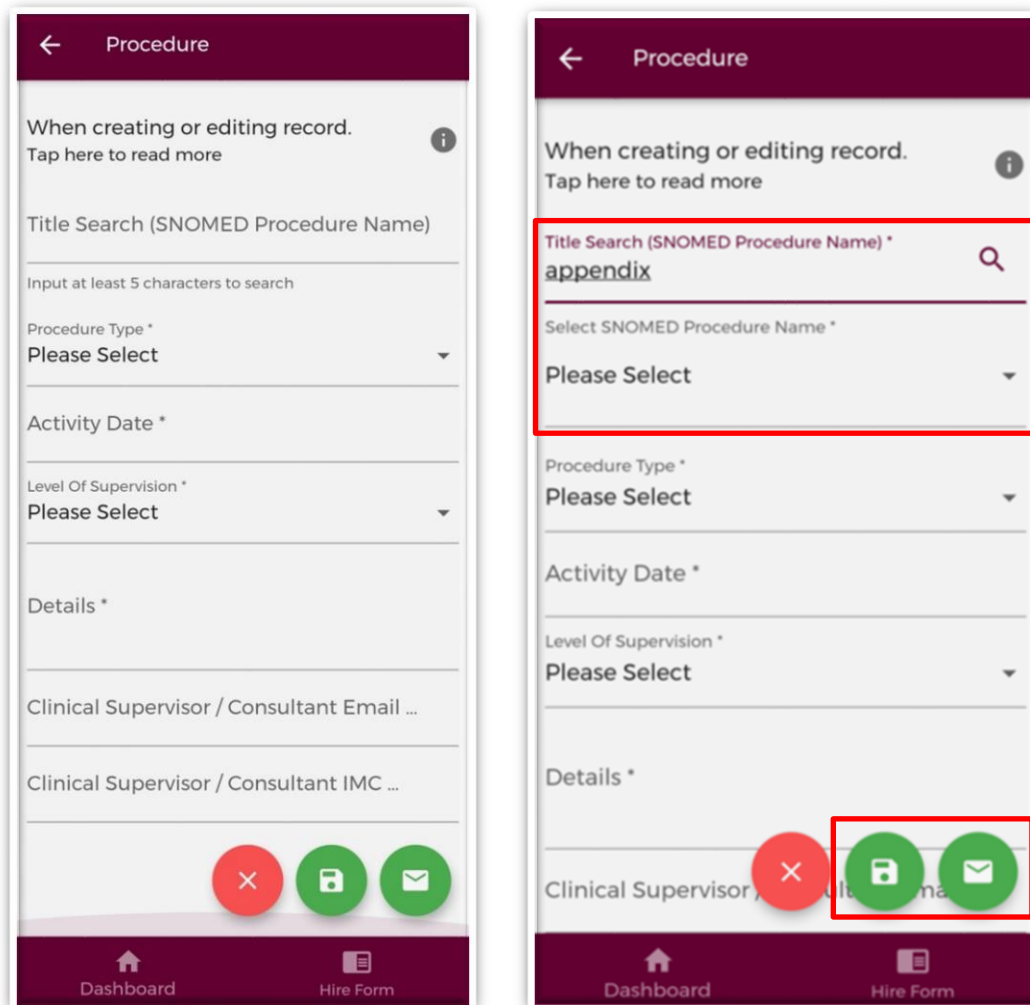 Procedure
When creating or editing record.
Tap here to read more
Title Search (SNOMED Procedure Name)
Input at least 5 characters to search
Procedure Type *
Please Select
Activity Date *
Level Of Supervision *
Please Select
Details *
Clinical Supervisor / Consultant Email ...
Clinical Supervisor / Consultant IMC ...
Dashboard
Hire Form
Procedure
When creating or editing record.
Tap here to read more
Title Search (SNOMED Procedure Name) *
appendix
Select SNOMED Procedure Name *
Please Select
Procedure Type *
Please Select
Activity Date *
Level Of Supervision *
Please Select
Details *
Clinical Supervisor
Dashboard
Hire Form